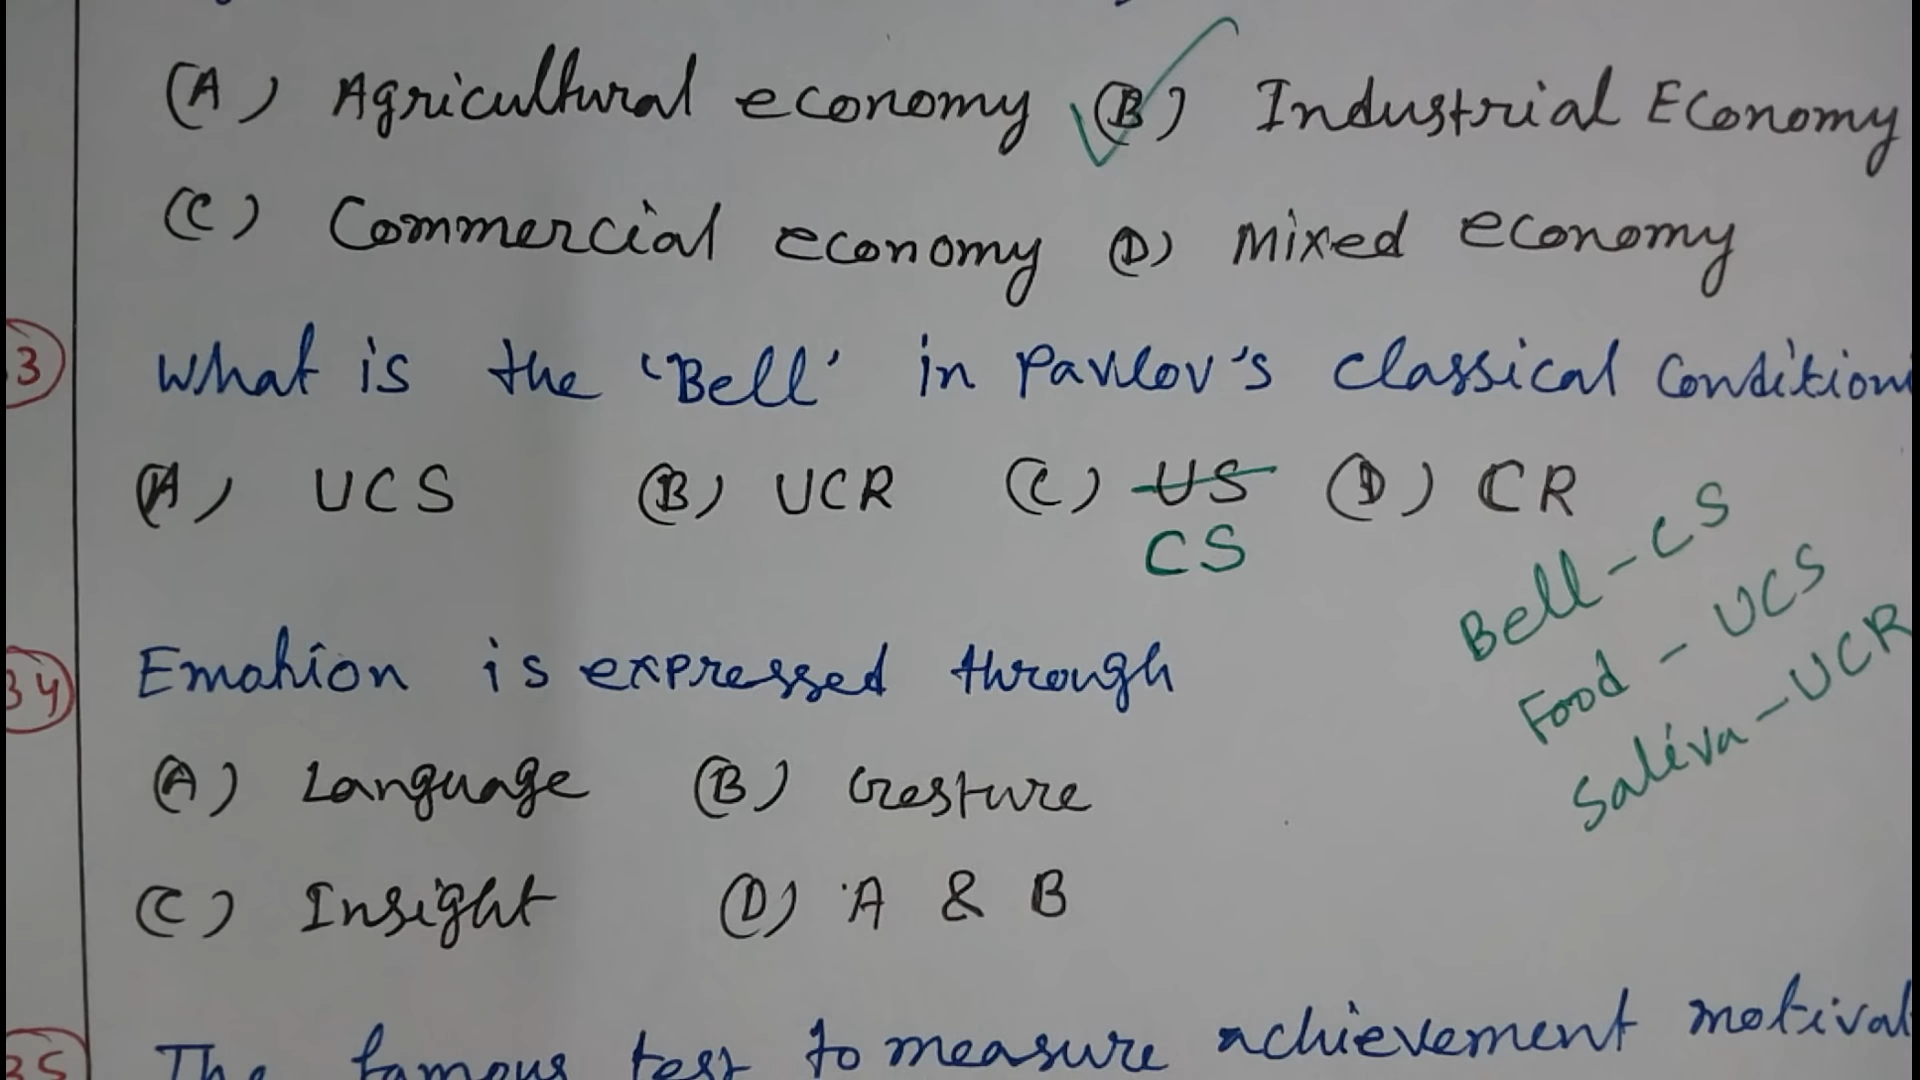 (A) Agricultural economy (B) Industrial Economy
(C) Commercial economy (D) Mixed economy
3 What is the 'Bell' in Pavlov's classical Condition
(A) UCS (B) UCR (C) US (D) CR
CS
Bell - CS
Food - UCS
Saliva - UCR
34 Emotion is expressed through
(A) Language (B) Gesture
(C) Insight (D) A & B
35 The famous test to measure achievement motivat